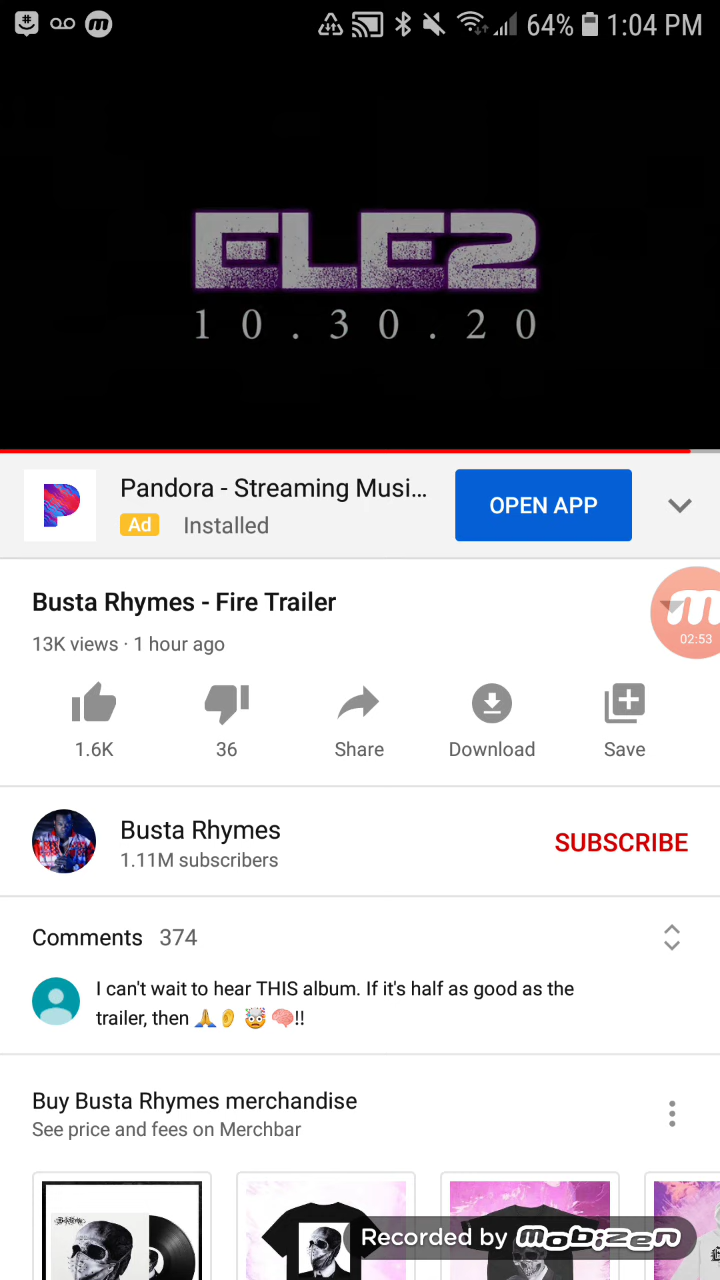 64% 1:04 PM
ELE2
10.30.20
Pandora - Streaming Musi...
OPEN APP
Ad Installed
Busta Rhymes - Fire Trailer
13K views · 1 hour ago
02:53
1.6K
36
Share
Download
Save
Busta Rhymes
1.11M subscribers
SUBSCRIBE
Comments 374
I can't wait to hear THIS album. If it's half as good as the
trailer, then 🙏👂 🤯🧠!!
Buy Busta Rhymes merchandise
See price and fees on Merchbar
Recorded by mobizen